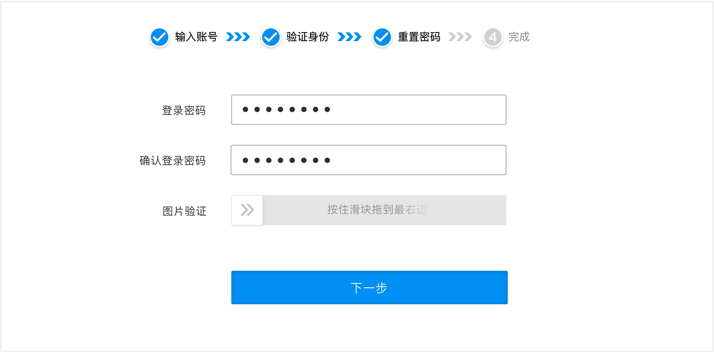 输入账号 验证身份 重置密码 4 完成
登录密码 ●●●●●●●●
确认登录密码 ●●●●●●●●
图片验证 按住滑块拖到最右边
下一步